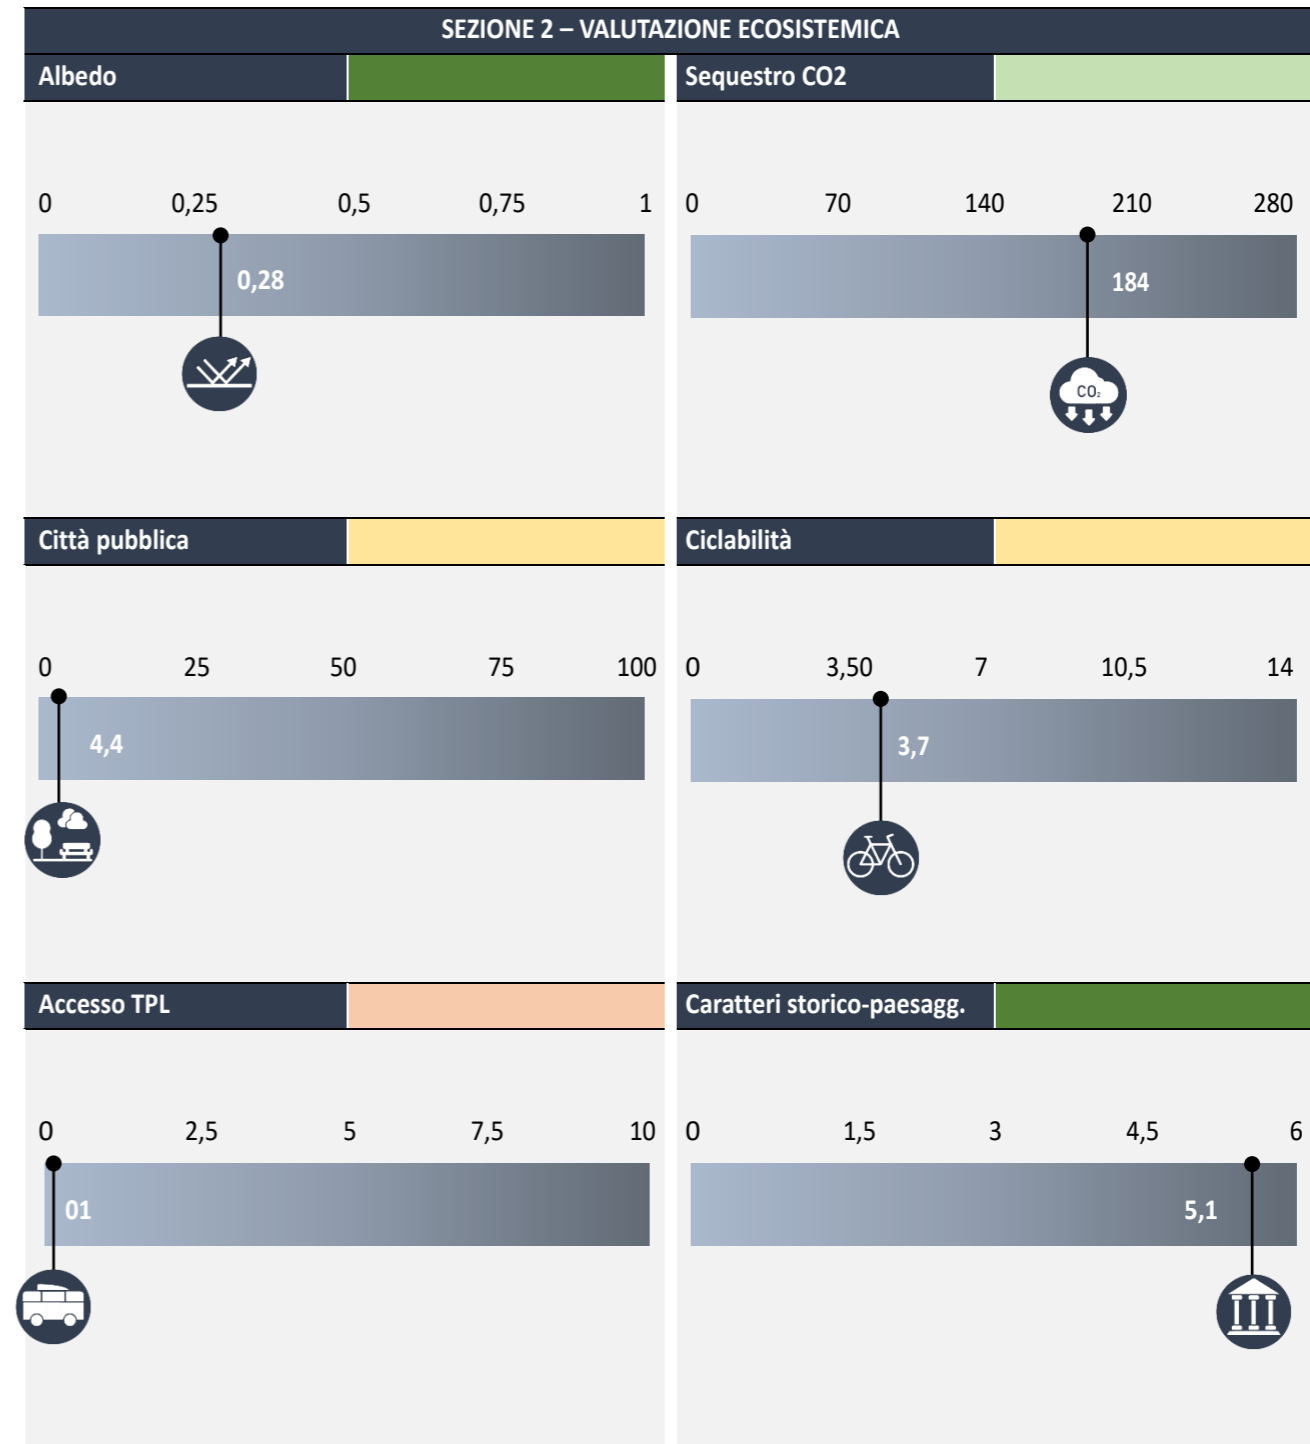 SEZIONE 2 – VALUTAZIONE ECOSISTEMICA
Albedo
Sequestro CO2
0 0,25 0,5 0,75 1
0 70 140 210 280
0,28
184
CO₂
Città pubblica
Ciclabilità
0 25 50 75 100
0 3,50 7 10,5 14
4,4
3,7
Accesso TPL
Caratteri storico-paesagg.
0 2,5 5 7,5 10
0 1,5 3 4,5 6
01
5,1